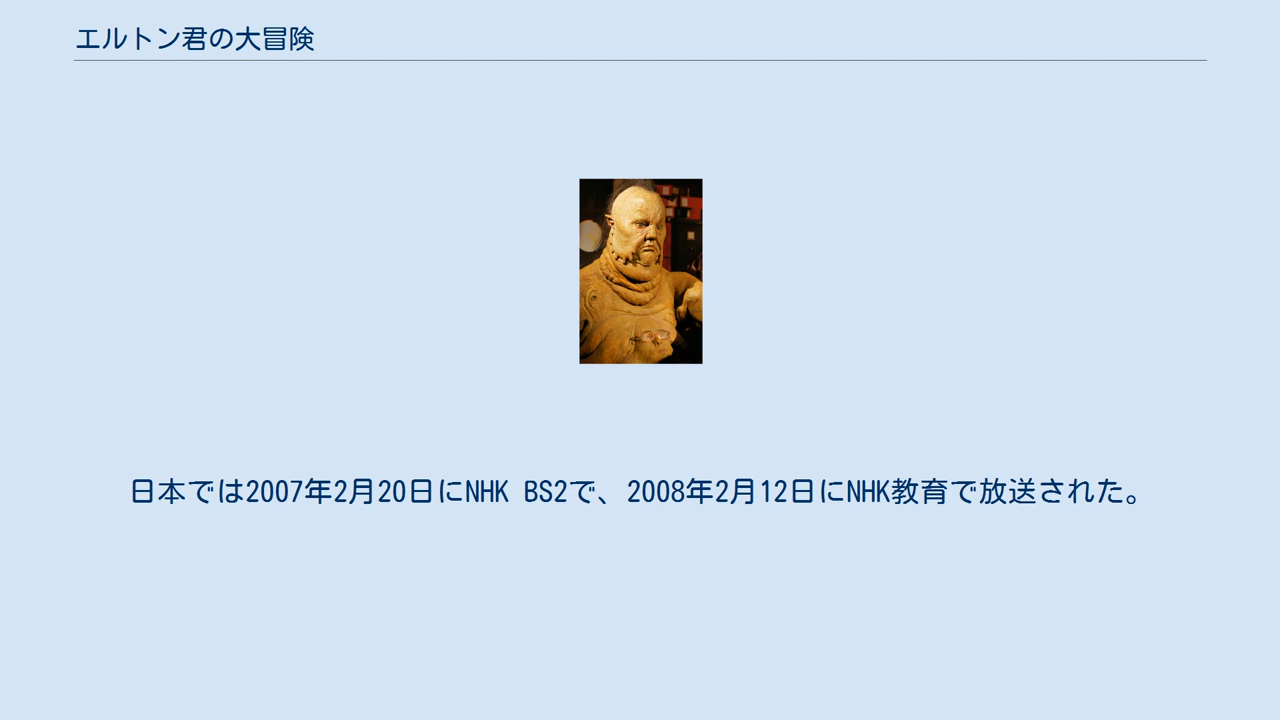 エルトン君の大冒険
日本では2007年2月20日にNHK BS2で、2008年2月12日にNHK教育で放送された。